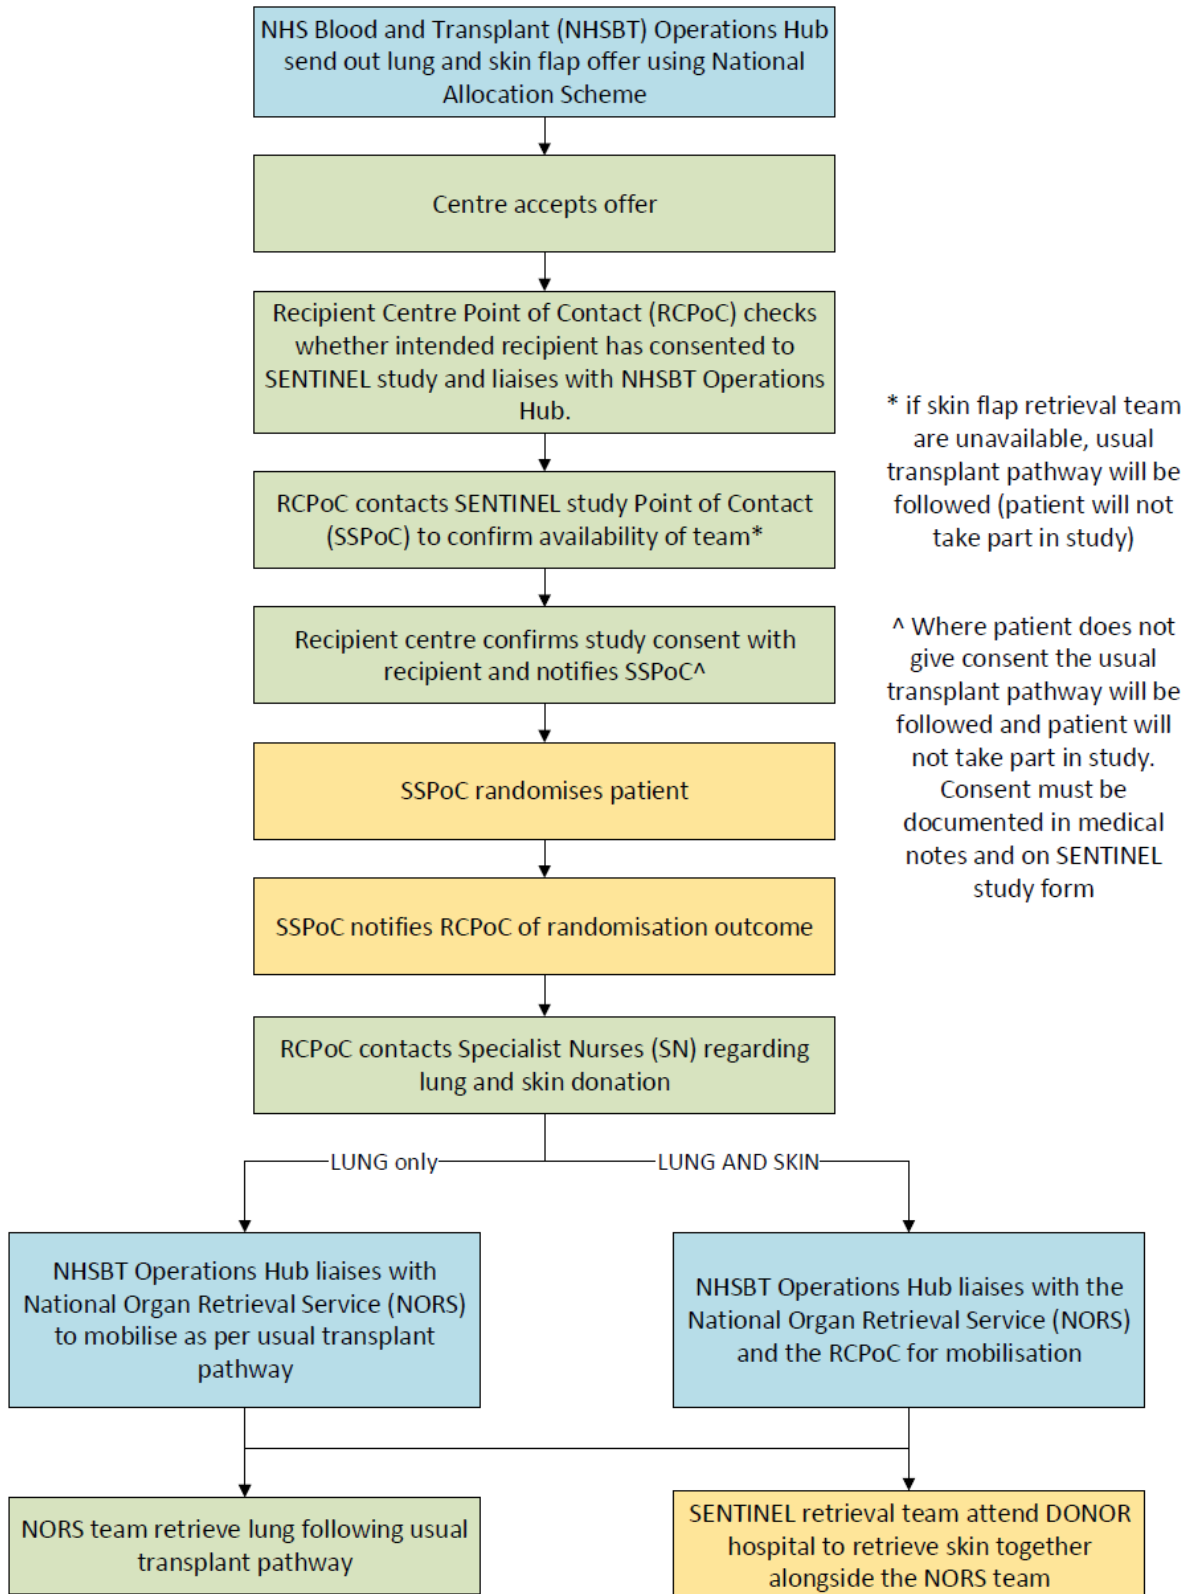 NHS Blood and Transplant (NHSBT) Operations Hub
send out lung and skin flap offer using National
Allocation Scheme
Centre accepts offer
Recipient Centre Point of Contact (RCPoC) checks
whether intended recipient has consented to
SENTINEL study and liaises with NHSBT Operations
Hub.
RCPoC contacts SENTINEL study Point of Contact
(SSPoC) to confirm availability of team*
* if skin flap retrieval team
are unavailable, usual
transplant pathway will be
followed (patient will not
take part in study)
Recipient centre confirms study consent with
recipient and notifies SSPoC^
^ Where patient does not
give consent the usual
transplant pathway will be
followed and patient will
not take part in study.
Consent must be
documented in medical
notes and on SENTINEL
study form
SSPoC randomises patient
SSPoC notifies RCPoC of randomisation outcome
RCPoC contacts Specialist Nurses (SN) regarding
lung and skin donation
LUNG only
LUNG AND SKIN
NHSBT Operations Hub liaises with
National Organ Retrieval Service (NORS)
to mobilise as per usual transplant
pathway
NHSBT Operations Hub liaises with the
National Organ Retrieval Service (NORS)
and the RCPoC for mobilisation
NORS team retrieve lung following usual
transplant pathway
SENTINEL retrieval team attend DONOR
hospital to retrieve skin together
alongside the NORS team